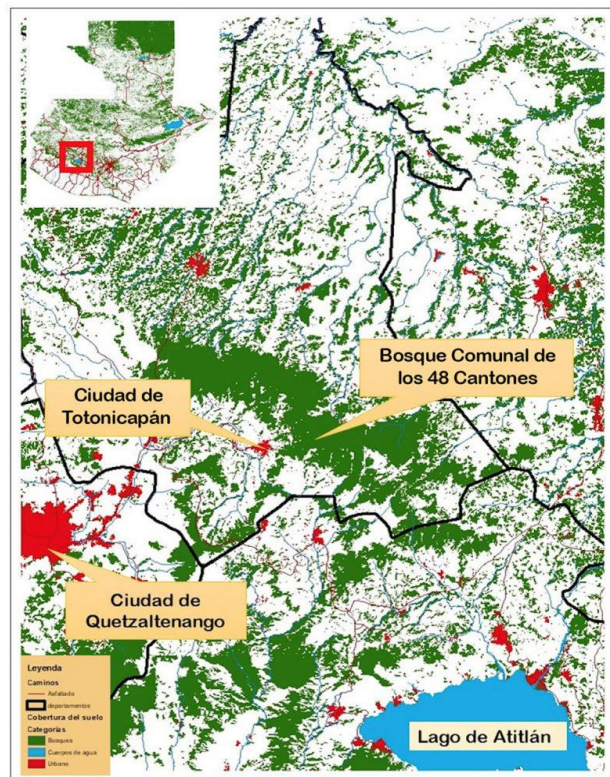 Bosque Comunal de
los 48 Cantones
Ciudad de
Totonicapán
Ciudad de
Quetzaltenango
Lago de Atitlán
Leyenda
Caminos
Asfaltado
departamentos
Cobertura del suelo
Categorías
Bosques
Cuerpos de agua
Urbano